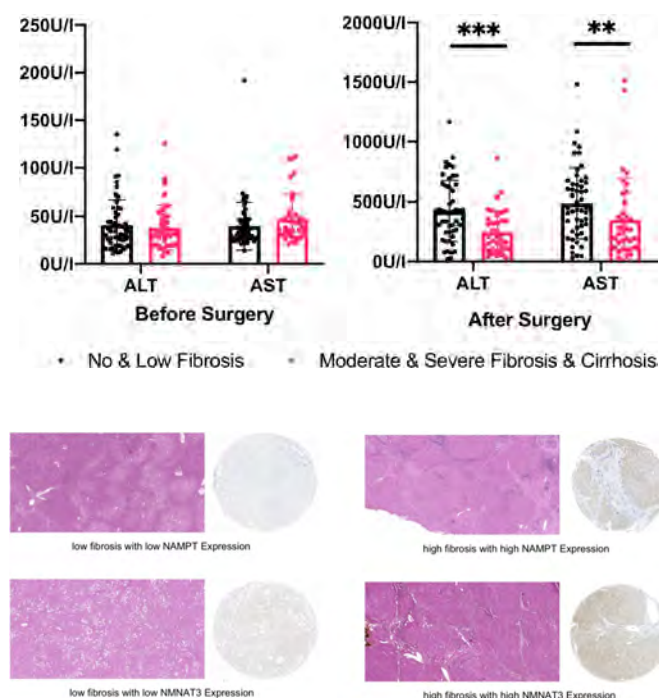 250U/l
200U/l
150U/l
100U/l
50U/l
0U/l
ALT AST
Before Surgery
2000U/l
1500U/l
1000U/l
500U/l
0U/l
*** **
ALT AST
After Surgery
No & Low Fibrosis
Moderate & Severe Fibrosis & Cirrhosis
low fibrosis with low NAMPT Expression
high fibrosis with high NAMPT Expression
low fibrosis with low NMNAT3 Expression
high fibrosis with high NMNAT3 Expression